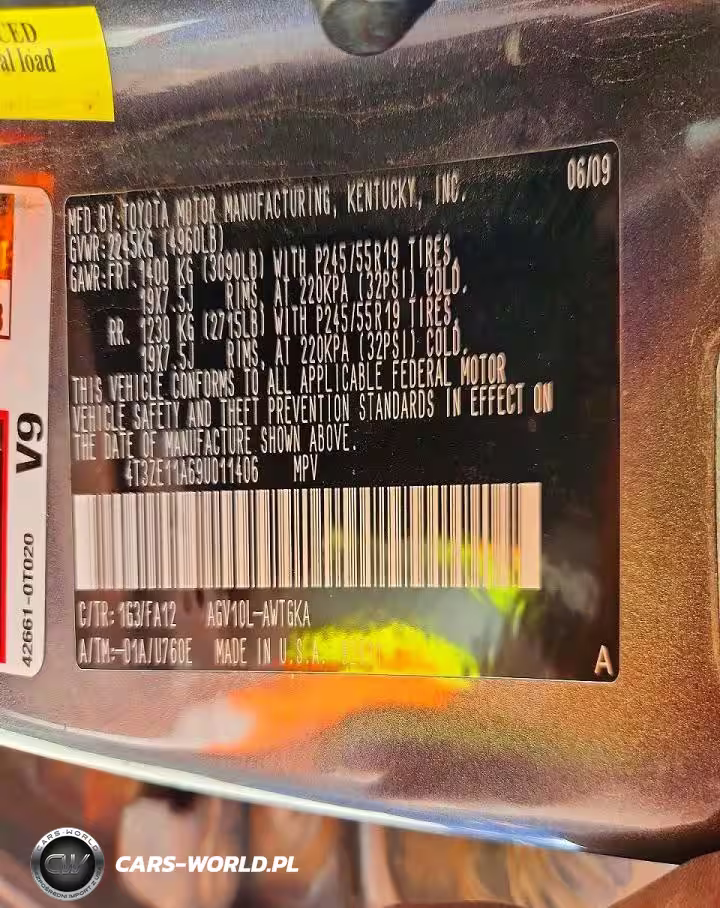 CED
al load
06/09
MFD.BY:TOYOTA MOTOR MANUFACTURING, KENTUCKY, INC.
GVWR:2245KG (4960LB)
GAWR:FRT.1400 KG (3090LB) WITH P245/55R19 TIRES,
19X7.5J RIMS, AT 220KPA (32PSI) COLD.
RR. 1230 KG (2715LB) WITH P245/55R19 TIRES,
19X7.5J RIMS, AT 220KPA (32PSI) COLD.
THIS VEHICLE CONFORMS TO ALL APPLICABLE FEDERAL MOTOR
VEHICLE SAFETY AND THEFT PREVENTION STANDARDS IN EFFECT ON
THE DATE OF MANUFACTURE SHOWN ABOVE.
4T3ZE11A69U011406 MPV
C/TR: 1G3/FA12 AGV10L-AWTGKA
A/TM:-01A/U760E MADE IN U.S.A.
A
V9
42661-0T020
CARS-WORLD
CW
CARS-WORLD.PL